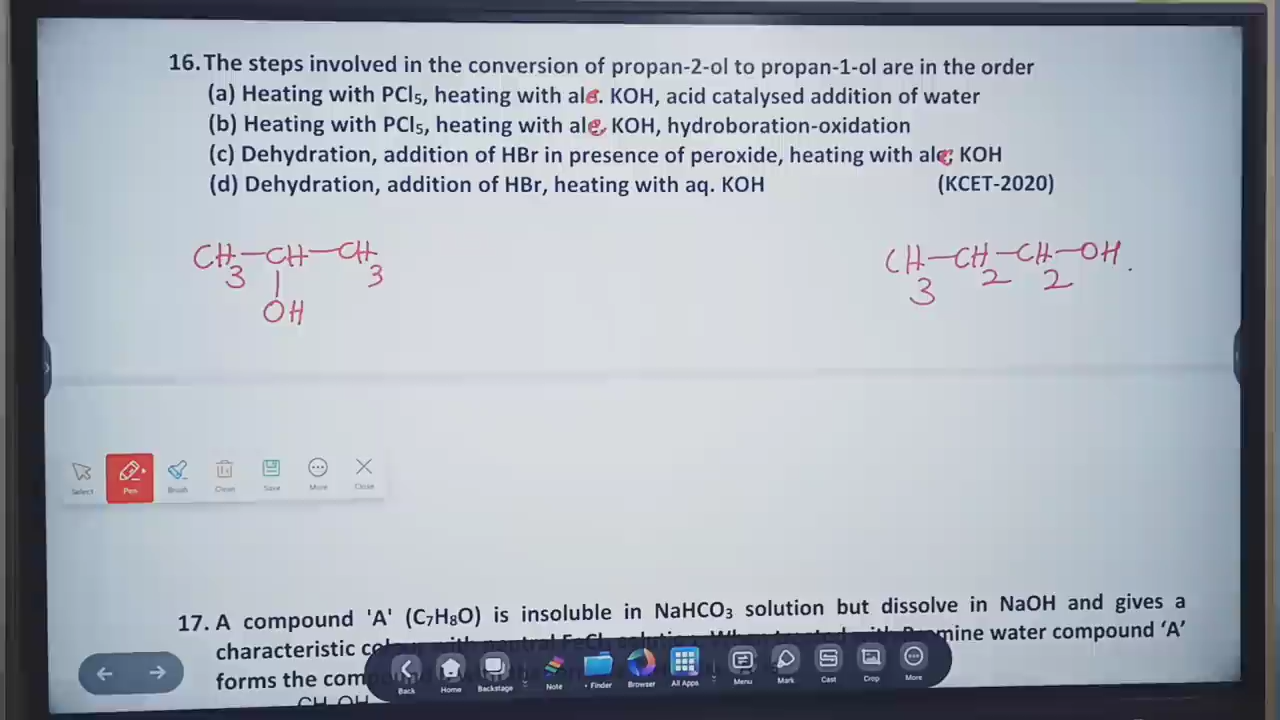 16. The steps involved in the conversion of propan-2-ol to propan-1-ol are in the order
(a) Heating with PCl₅, heating with alc. KOH, acid catalysed addition of water
(b) Heating with PCl₅, heating with alc. KOH, hydroboration-oxidation
(c) Dehydration, addition of HBr in presence of peroxide, heating with alc. KOH
(d) Dehydration, addition of HBr, heating with aq. KOH (KCET-2020)
CH₃—CH—CH₃
|
OH
CH₃—CH₂—CH₂—OH.
Select Pen Brush Clean Save More Close
17. A compound 'A' (C₇H₈O) is insoluble in NaHCO₃ solution but dissolve in NaOH and gives a
characteristic with neutral FeCl₃ compound 'A'
forms the
CH₂OH
Back Home Backstage Note Finder Browser All Apps Menu Mark Cast Crop More